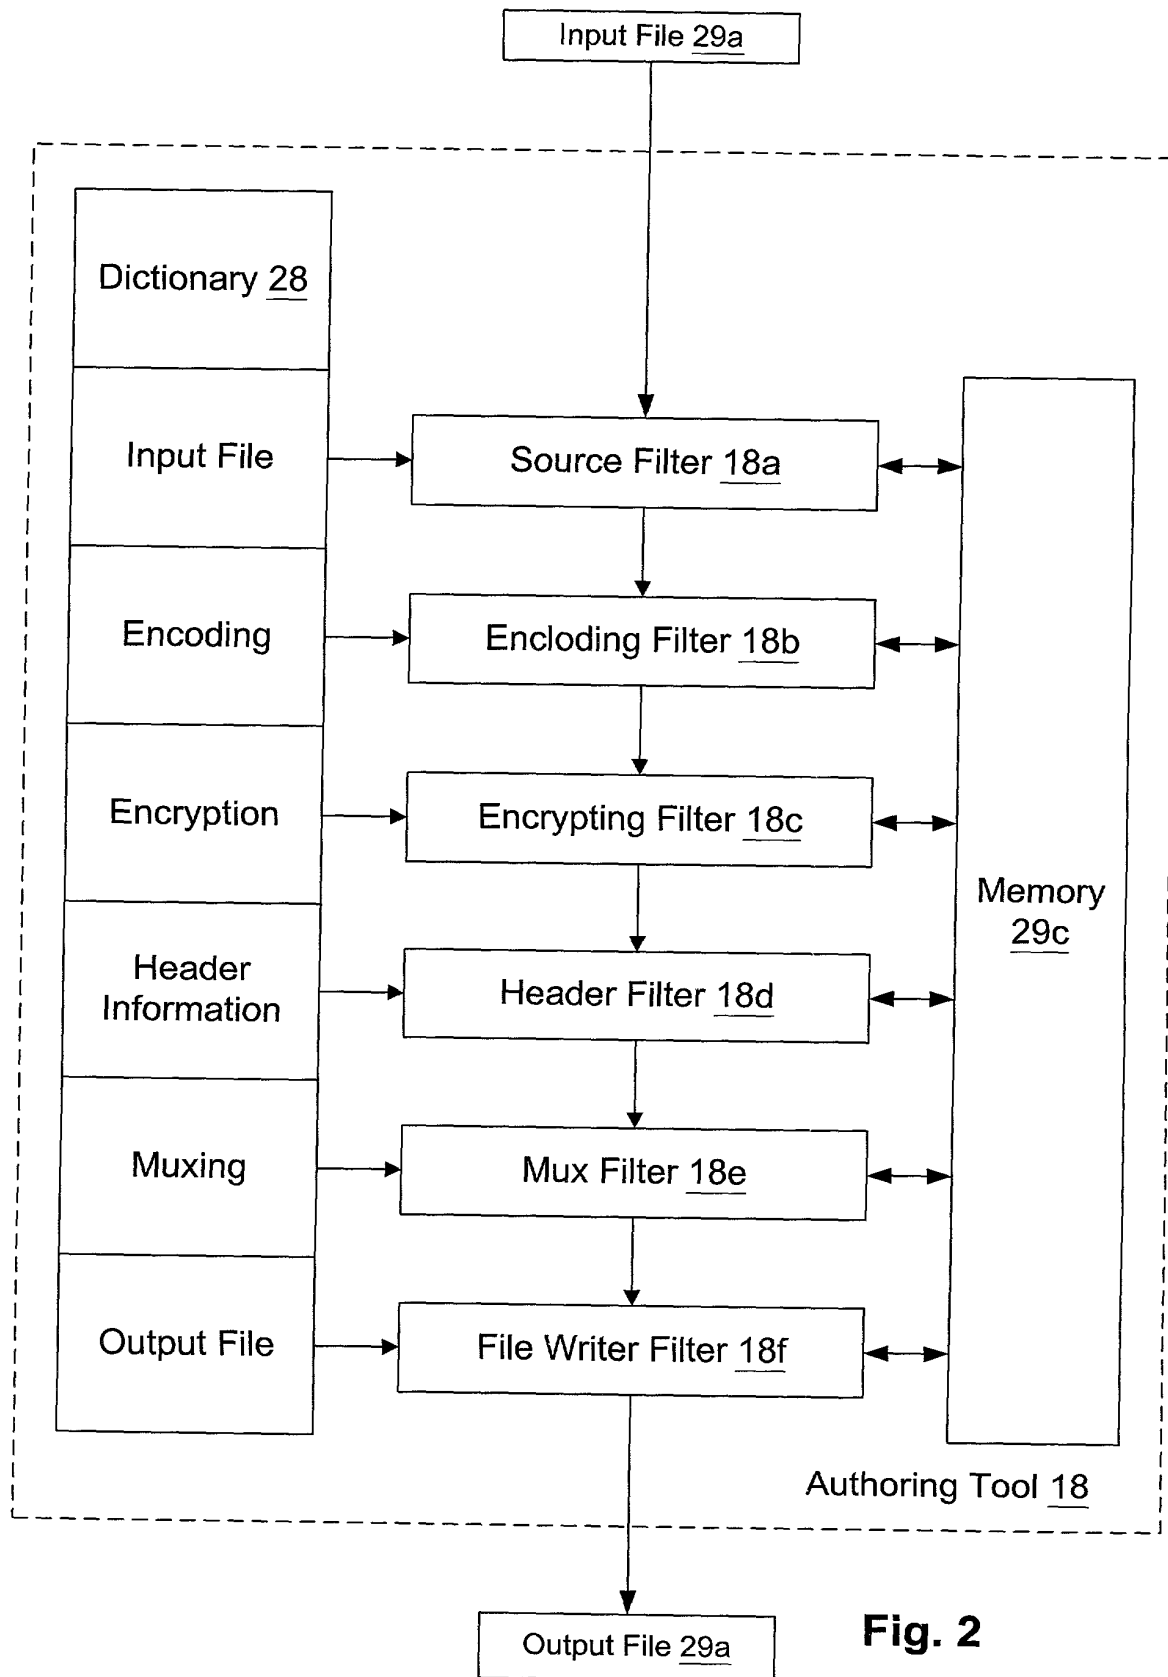 Input File 29a
Dictionary 28
Input File
Source Filter 18a
Encoding
Encloding Filter 18b
Encryption
Encrypting Filter 18c
Memory
29c
Header
Information
Header Filter 18d
Muxing
Mux Filter 18e
Output File
File Writer Filter 18f
Authoring Tool 18
Output File 29a
Fig. 2